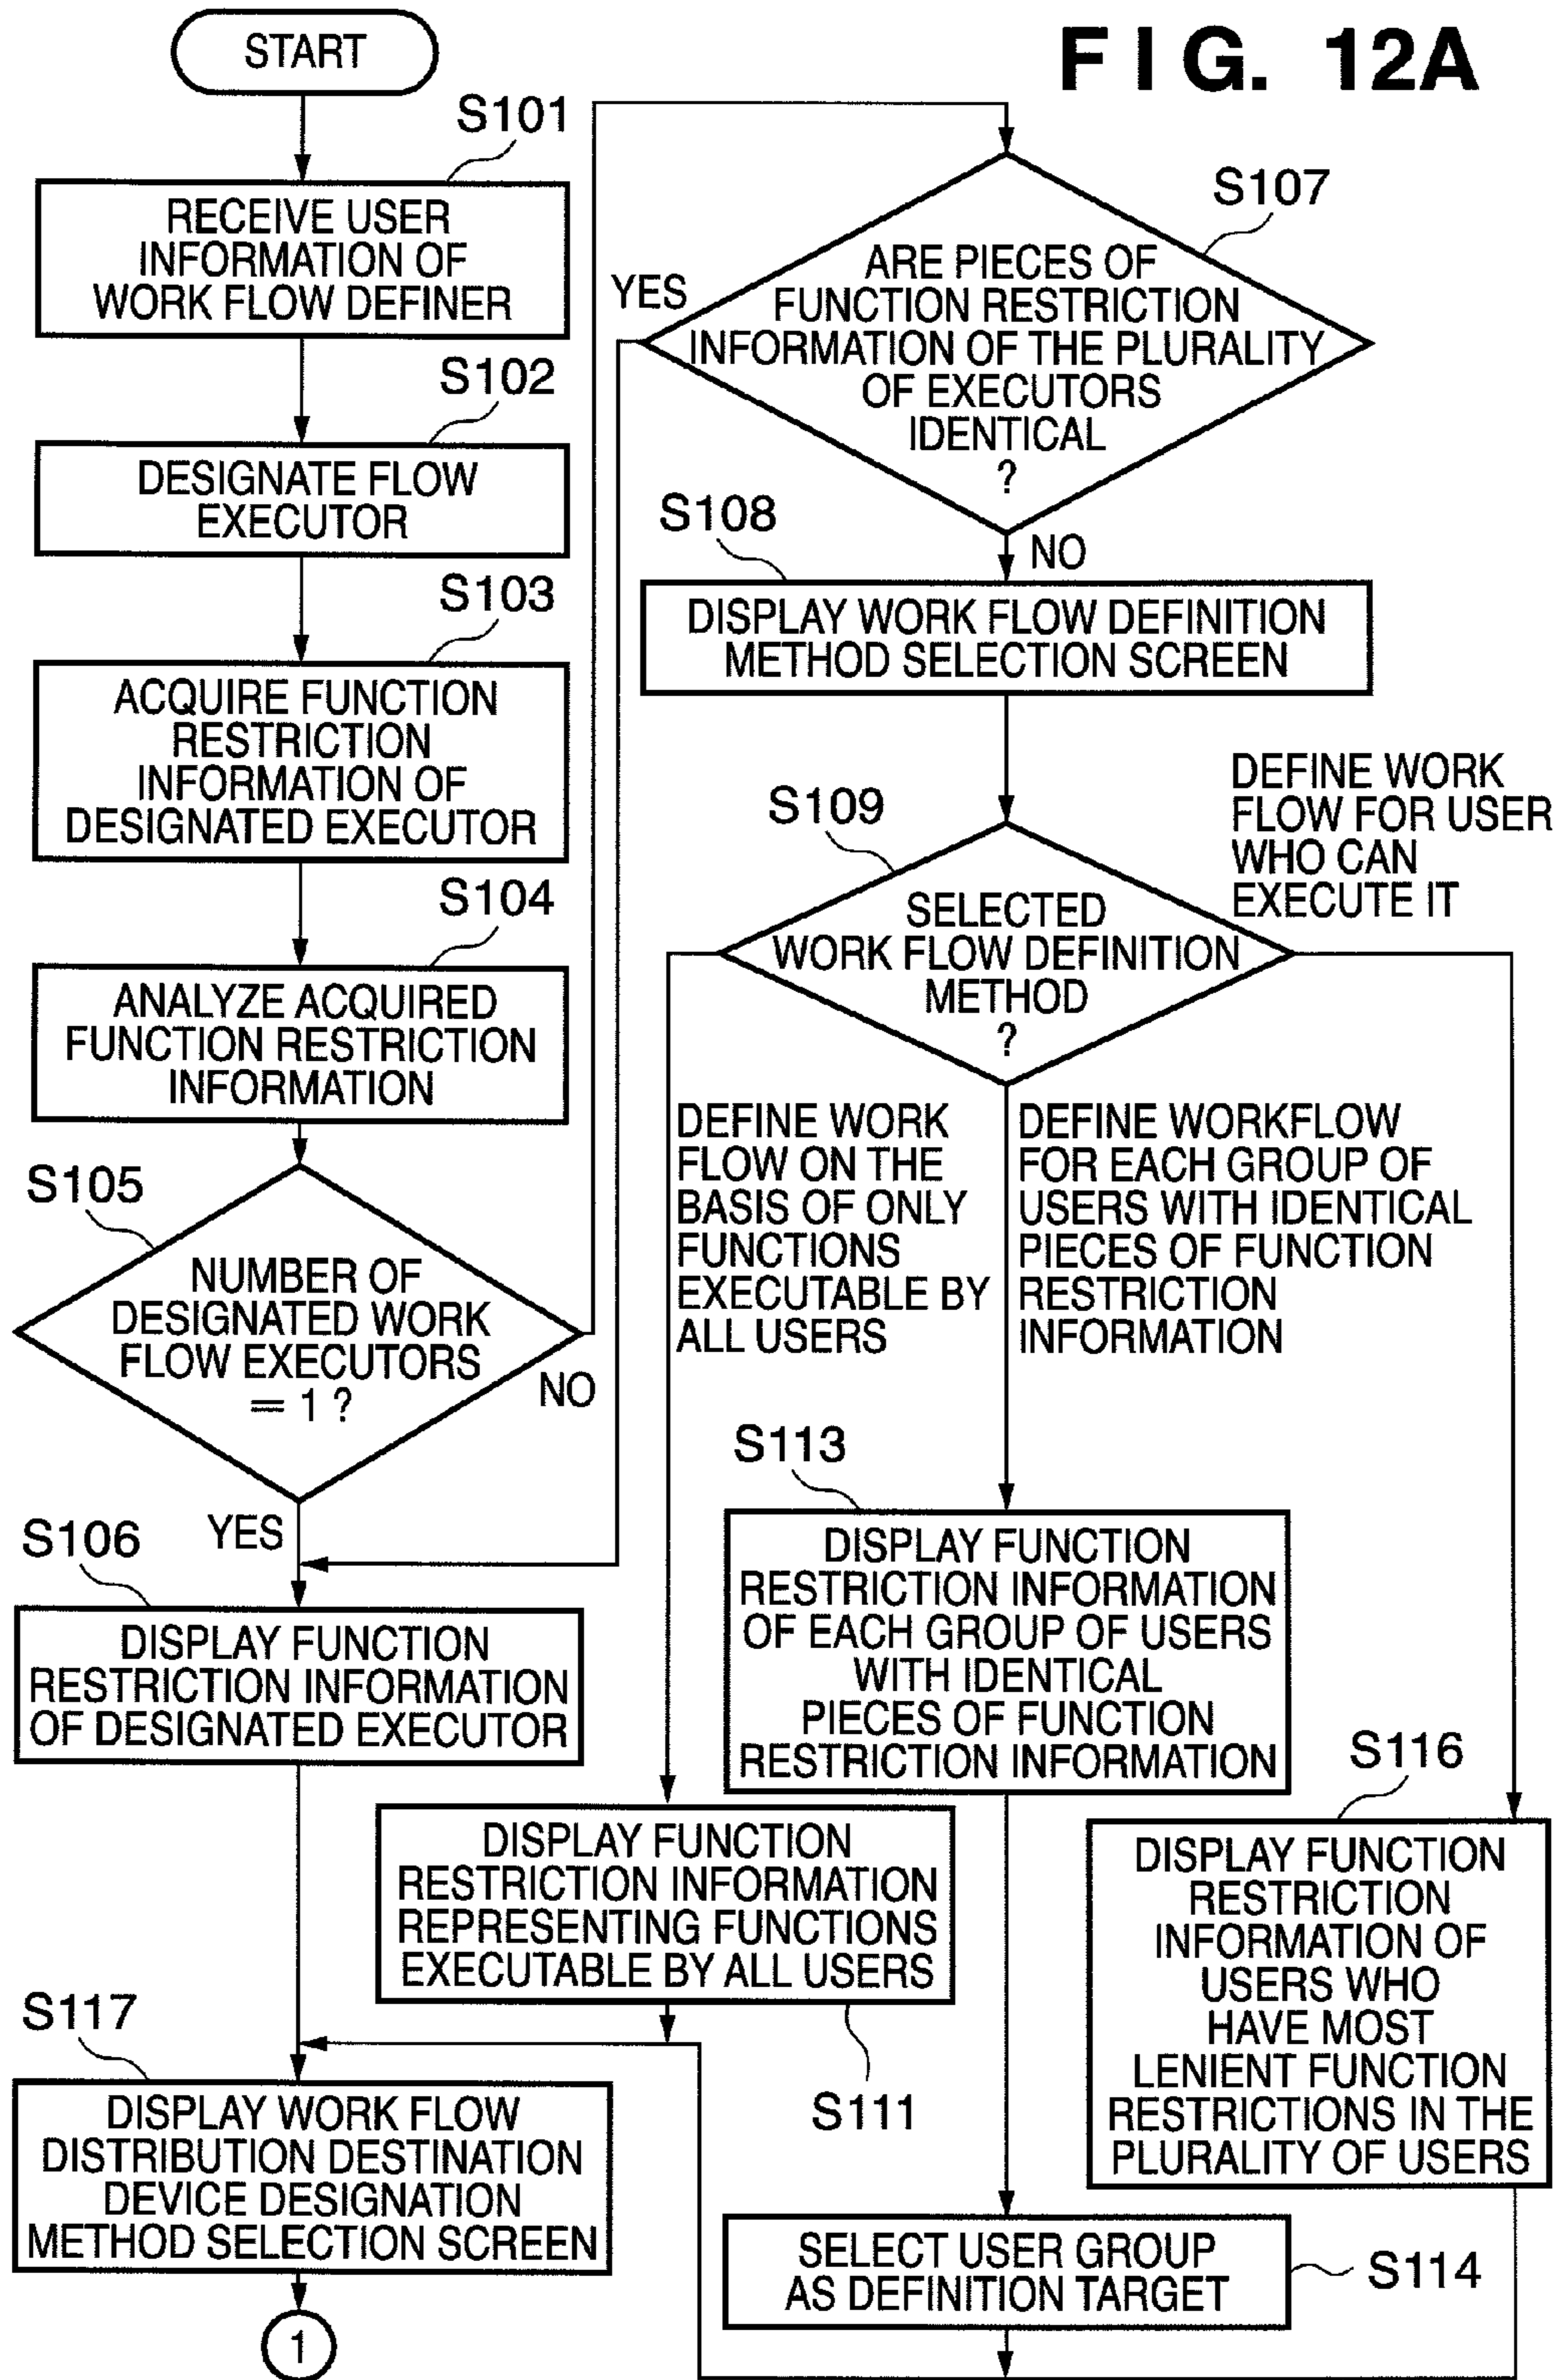 FIG. 12A
START
S101
RECEIVE USER
INFORMATION OF
WORK FLOW DEFINER
S102
DESIGNATE FLOW
EXECUTOR
S103
ACQUIRE FUNCTION
RESTRICTION
INFORMATION OF
DESIGNATED EXECUTOR
S104
ANALYZE ACQUIRED
FUNCTION RESTRICTION
INFORMATION
S105
NUMBER OF
DESIGNATED WORK
FLOW EXECUTORS
= 1 ?
NO
YES
S106
DISPLAY FUNCTION
RESTRICTION INFORMATION
OF DESIGNATED EXECUTOR
S107
ARE PIECES OF
FUNCTION RESTRICTION
INFORMATION OF THE PLURALITY
OF EXECUTORS
IDENTICAL
?
YES
NO
S108
DISPLAY WORK FLOW DEFINITION
METHOD SELECTION SCREEN
S109
SELECTED
WORK FLOW DEFINITION
METHOD
?
DEFINE WORK
FLOW FOR USER
WHO CAN
EXECUTE IT
DEFINE WORK
FLOW ON THE
BASIS OF ONLY
FUNCTIONS
EXECUTABLE BY
ALL USERS
DEFINE WORKFLOW
FOR EACH GROUP OF
USERS WITH IDENTICAL
PIECES OF FUNCTION
RESTRICTION
INFORMATION
S113
DISPLAY FUNCTION
RESTRICTION INFORMATION
OF EACH GROUP OF USERS
WITH IDENTICAL
PIECES OF FUNCTION
RESTRICTION INFORMATION
S111
DISPLAY FUNCTION
RESTRICTION INFORMATION
REPRESENTING FUNCTIONS
EXECUTABLE BY ALL USERS
S116
DISPLAY FUNCTION
RESTRICTION
INFORMATION OF
USERS WHO
HAVE MOST
LENIENT FUNCTION
RESTRICTIONS IN THE
PLURALITY OF USERS
S114
SELECT USER GROUP
AS DEFINITION TARGET
S117
DISPLAY WORK FLOW
DISTRIBUTION DESTINATION
DEVICE DESIGNATION
METHOD SELECTION SCREEN
1